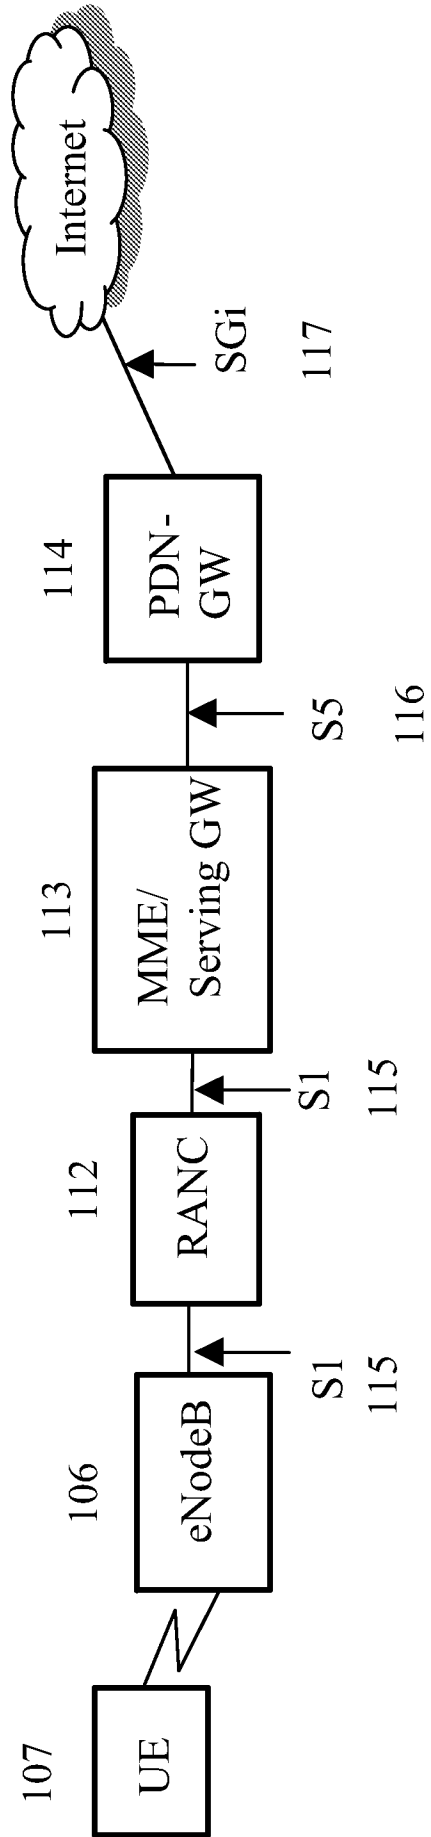 107
UE
106
eNodeB
S1
115
112
RANC
S1
115
113
MME/
Serving GW
S5
116
114
PDN-
GW
SGi
117
Internet